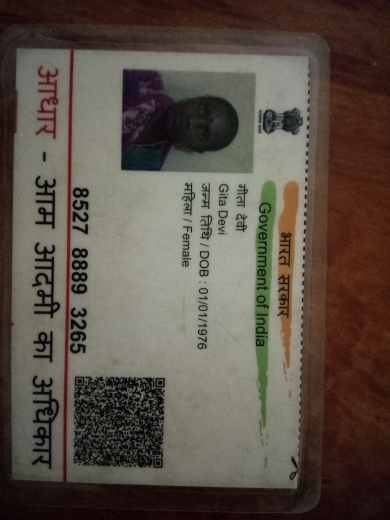 भारत सरकार
Government of India
गीता देवी
Gita Devi
जन्म तिथि / DOB : 01/01/1976
महिला / Female
8527 8889 3265
आधार - आम आदमी का अधिकार